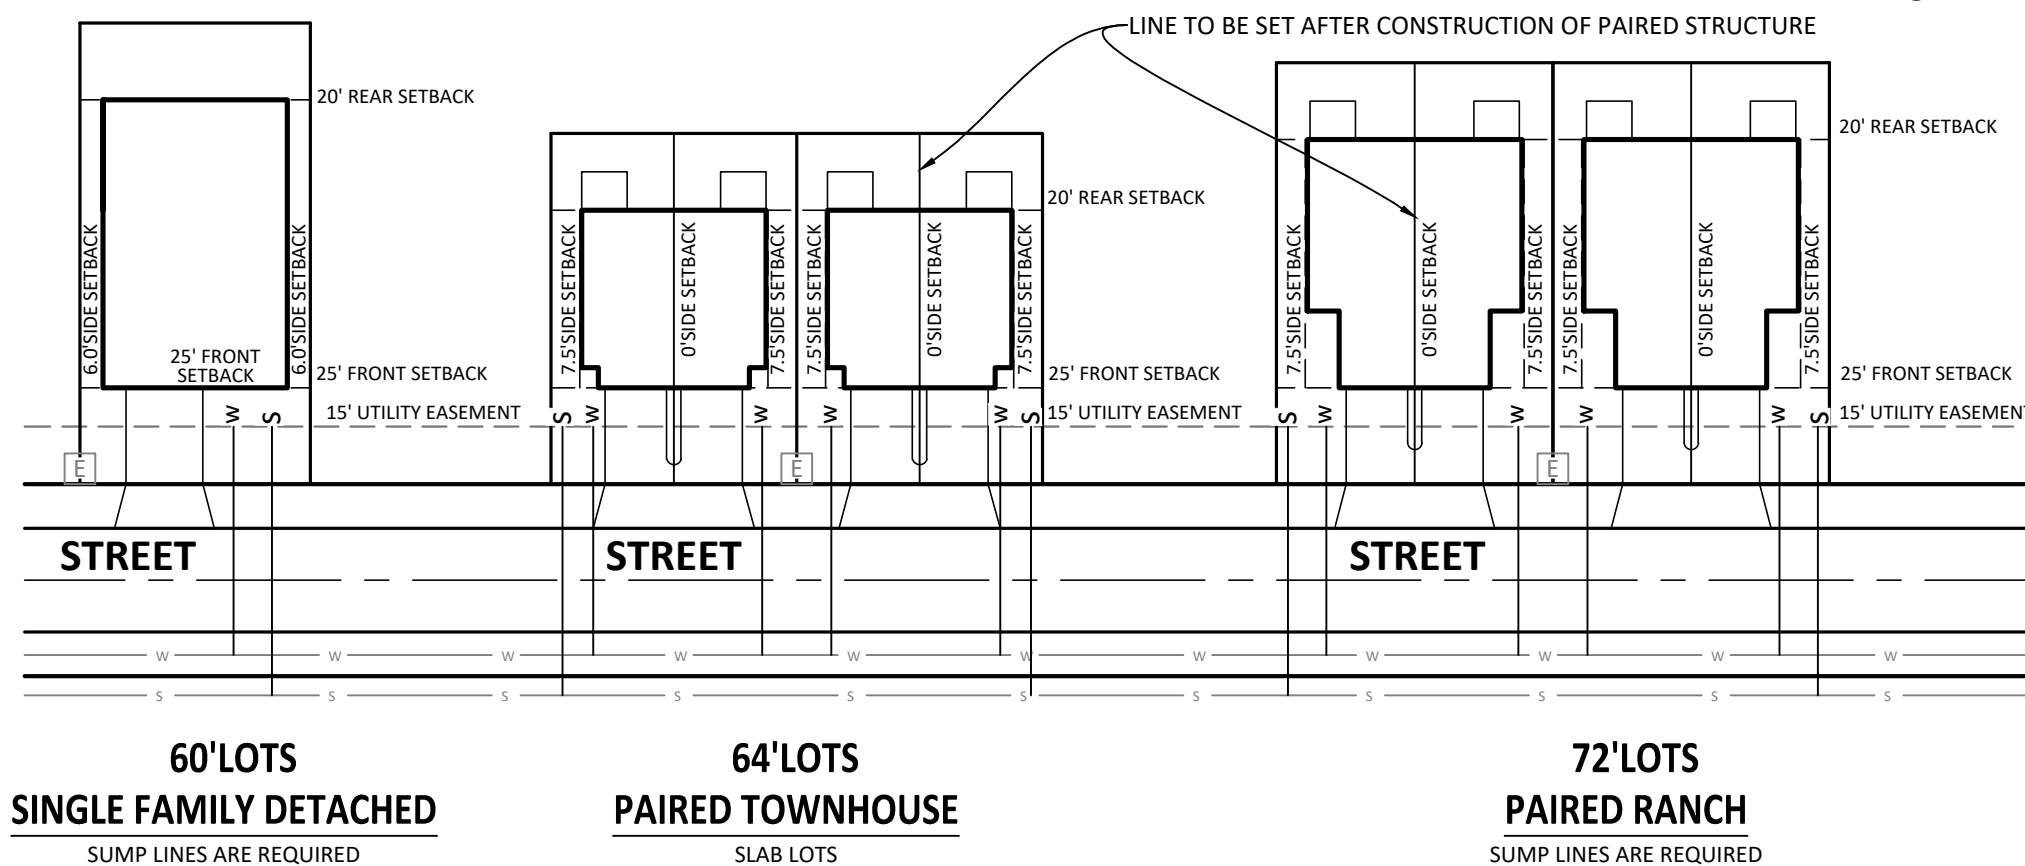 LINE TO BE SET AFTER CONSTRUCTION OF PAIRED STRUCTURE
20' REAR SETBACK
6.0'SIDE SETBACK
6.0'SIDE SETBACK
25' FRONT
SETBACK
25' FRONT SETBACK
15' UTILITY EASEMENT
W
S
E
20' REAR SETBACK
7.5'SIDE SETBACK
0'SIDE SETBACK
7.5'SIDE SETBACK
7.5'SIDE SETBACK
0'SIDE SETBACK
7.5'SIDE SETBACK
25' FRONT SETBACK
15' UTILITY EASEMENT
S
W
W
W
W
S
E
20' REAR SETBACK
7.5'SIDE SETBACK
0'SIDE SETBACK
7.5'SIDE SETBACK
7.5'SIDE SETBACK
0'SIDE SETBACK
7.5'SIDE SETBACK
25' FRONT SETBACK
15' UTILITY EASEMENT
S
W
W
W
W
S
E
STREET
STREET
STREET
W W W W W W W W W W W
S S S S S S S S S S S
60'LOTS
SINGLE FAMILY DETACHED
SUMP LINES ARE REQUIRED
64'LOTS
PAIRED TOWNHOUSE
SLAB LOTS
72'LOTS
PAIRED RANCH
SUMP LINES ARE REQUIRED